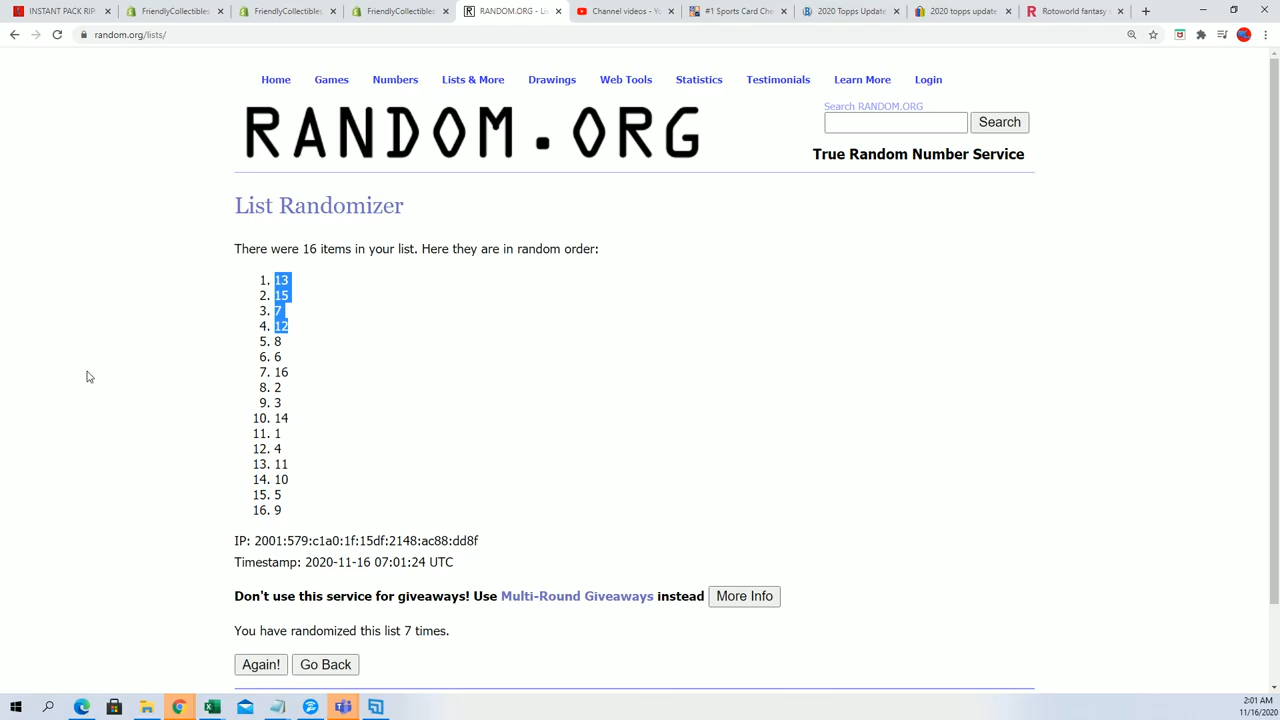 INSTANT PACK RIP
FriendlyCollectibles
FriendlyCollectibles
FriendlyCollectibles
RANDOM.ORG - Lis
Channel videos - Yo
#1 Sports Card Che
2020 Topps Update
2020 topps update
Rotoworld fantasy
random.org/lists/
Home Games Numbers Lists & More Drawings Web Tools Statistics Testimonials Learn More Login
RANDOM.ORG
Search RANDOM.ORG
Search
True Random Number Service
List Randomizer
There were 16 items in your list. Here they are in random order:
1. 13
2. 15
3. 7
4. 12
5. 8
6. 6
7. 16
8. 2
9. 3
10. 14
11. 1
12. 4
13. 11
14. 10
15. 5
16. 9
IP: 2001:579:c1a0:1f:15df:2148:ac88:dd8f
Timestamp: 2020-11-16 07:01:24 UTC
Don't use this service for giveaways! Use Multi-Round Giveaways instead More Info
You have randomized this list 7 times.
Again! Go Back
2:01 AM
11/16/2020